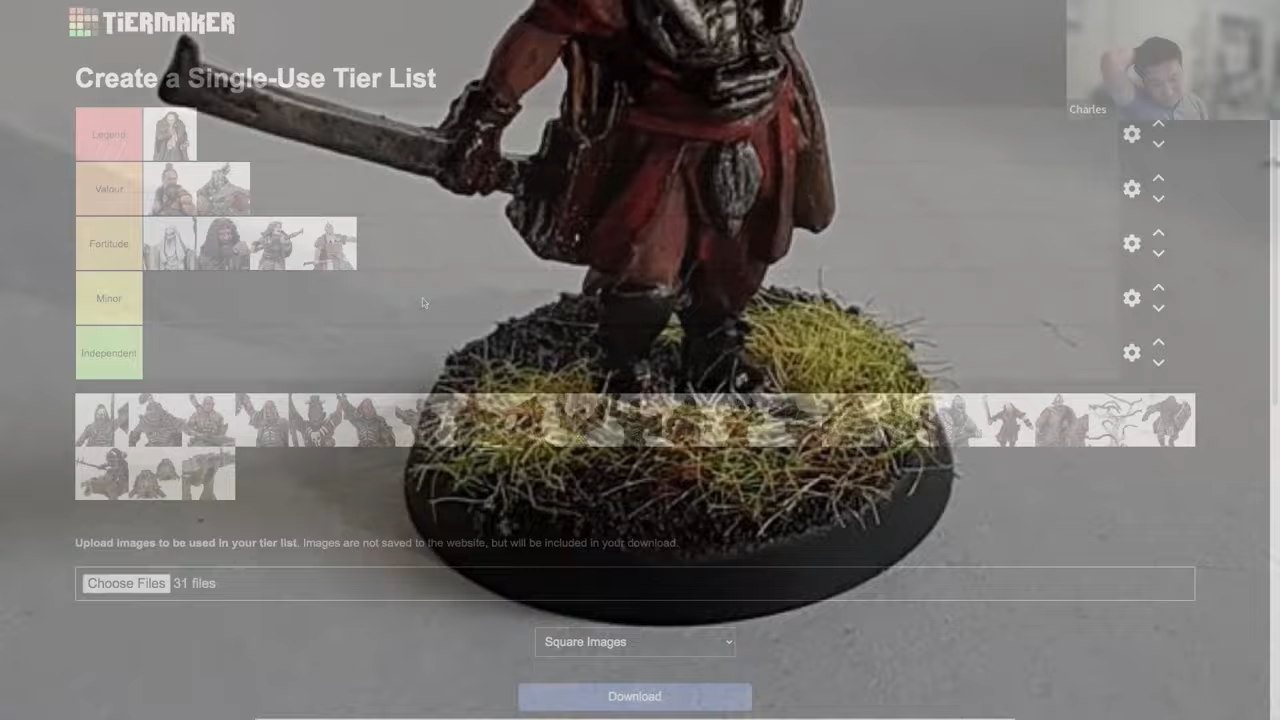 TIERMAKER
Create a Single-Use Tier List
Charles
Legend
Valour
Fortitude
Minor
Independent
Upload images to be used in your tier list. Images are not saved to the website, but will be included in your download.
Choose Files 31 files
Square Images
Download